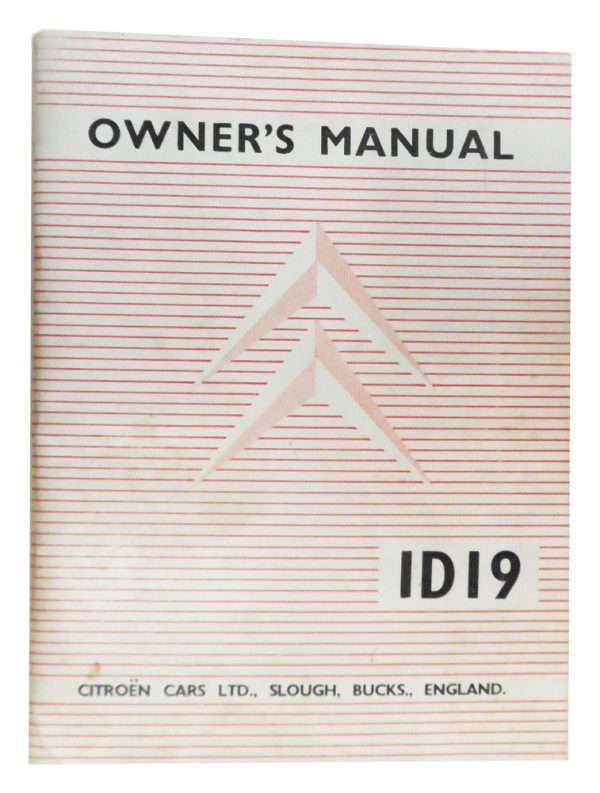 OWNER'S MANUAL
ID19
CITROËN CARS LTD., SLOUGH, BUCKS., ENGLAND.